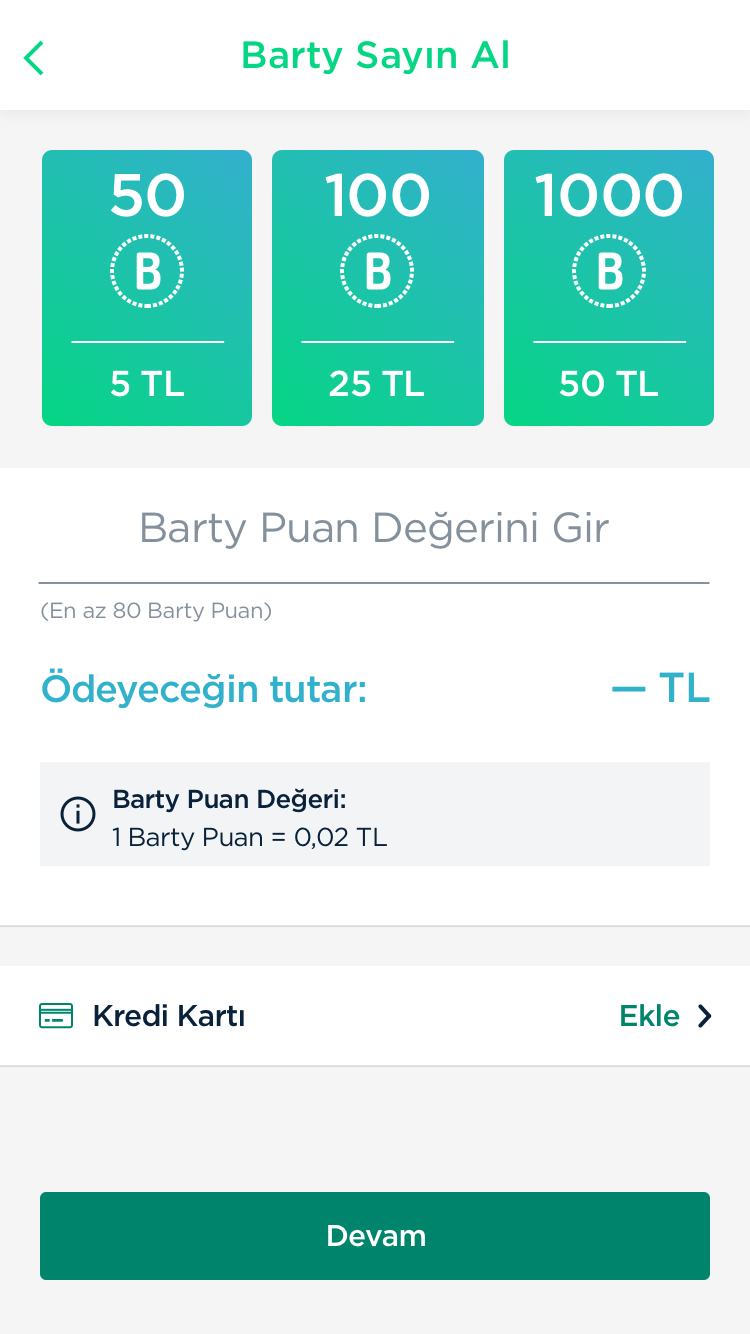 Barty Sayın Al
50 100 1000
B B B
5 TL 25 TL 50 TL
Barty Puan Değerini Gir
(En az 80 Barty Puan)
Ödeyeceğin tutar: — TL
Barty Puan Değeri:
1 Barty Puan = 0,02 TL
Kredi Kartı Ekle
Devam